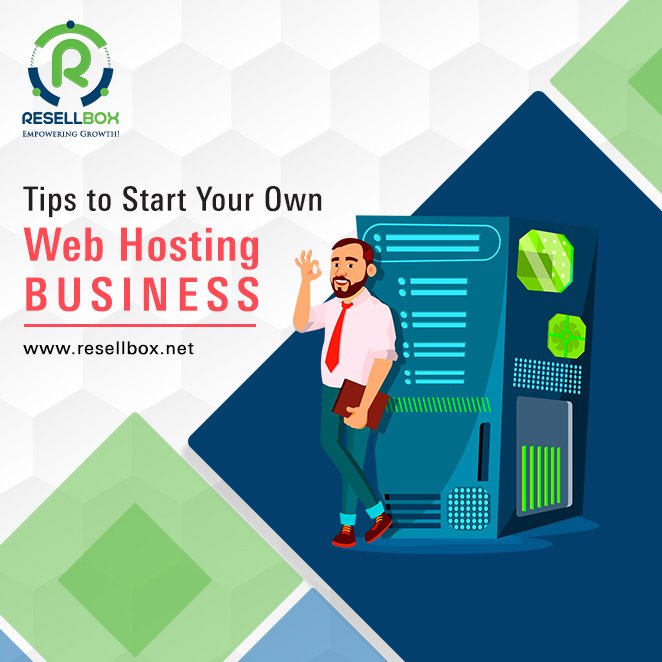 R
RESELLBOX
EMPOWERING GROWTH!
Tips to Start Your Own
Web Hosting
BUSINESS
www.resellbox.net